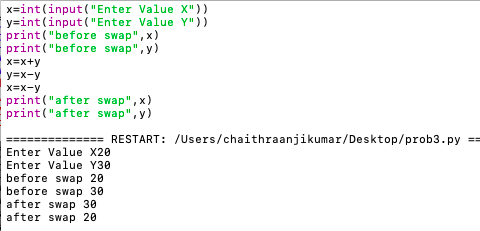 x=int(input("Enter Value X"))
y=int(input("Enter Value Y"))
print("before swap",x)
print("before swap",y)
x=x+y
y=x-y
x=x-y
print("after swap",x)
print("after swap",y)
============== RESTART: /Users/chaithraanjikumar/Desktop/prob3.py ==
Enter Value X20
Enter Value Y30
before swap 20
before swap 30
after swap 30
after swap 20